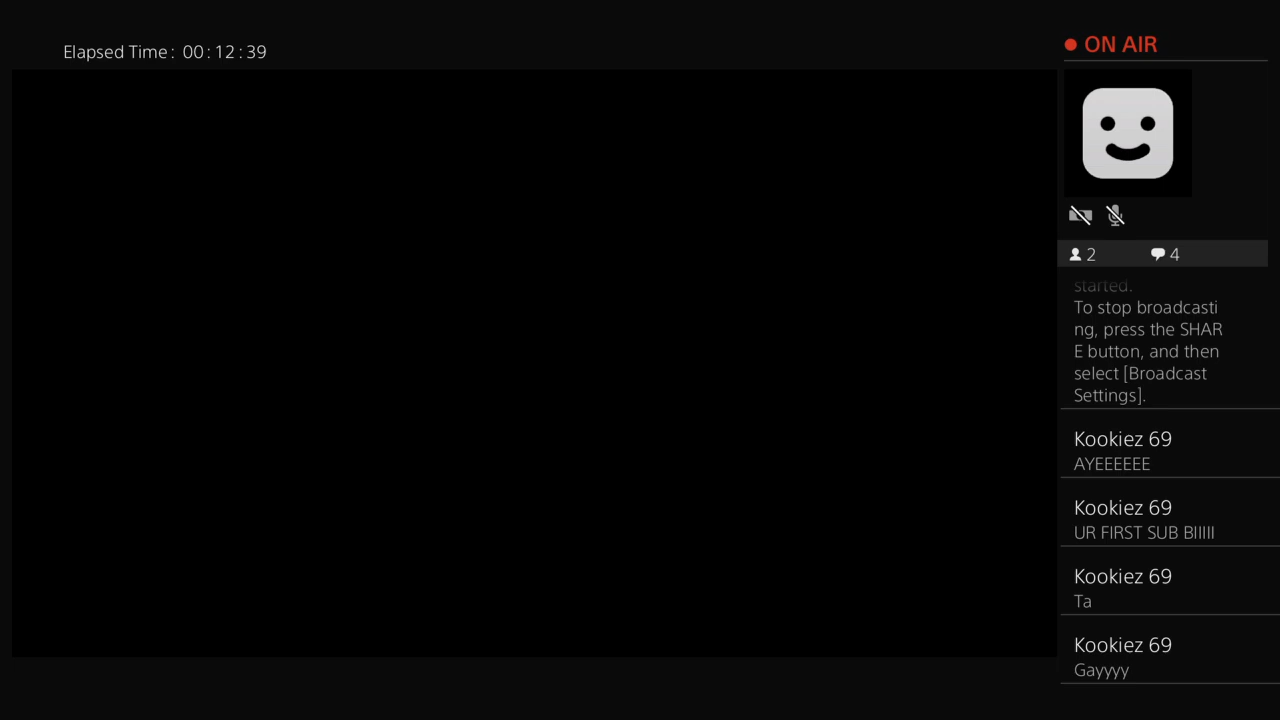 Elapsed Time: 00:12:39
ON AIR
2 4
started.
To stop broadcasti
ng, press the SHAR
E button, and then
select [Broadcast
Settings].
Kookiez 69
AYEEEEEE
Kookiez 69
UR FIRST SUB BIIIII
Kookiez 69
Ta
Kookiez 69
Gayyyy